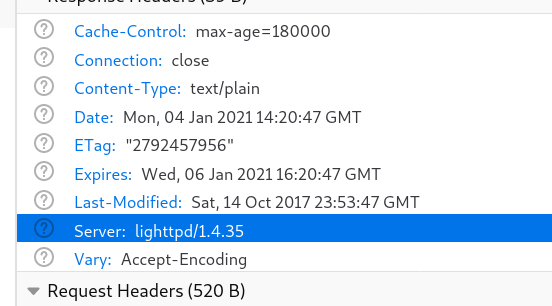 Response Headers (
Cache-Control: max-age=180000
Connection: close
Content-Type: text/plain
Date: Mon, 04 Jan 2021 14:20:47 GMT
ETag: "2792457956"
Expires: Wed, 06 Jan 2021 16:20:47 GMT
Last-Modified: Sat, 14 Oct 2017 23:53:47 GMT
Server: lighttpd/1.4.35
Vary: Accept-Encoding
Request Headers (520 B)